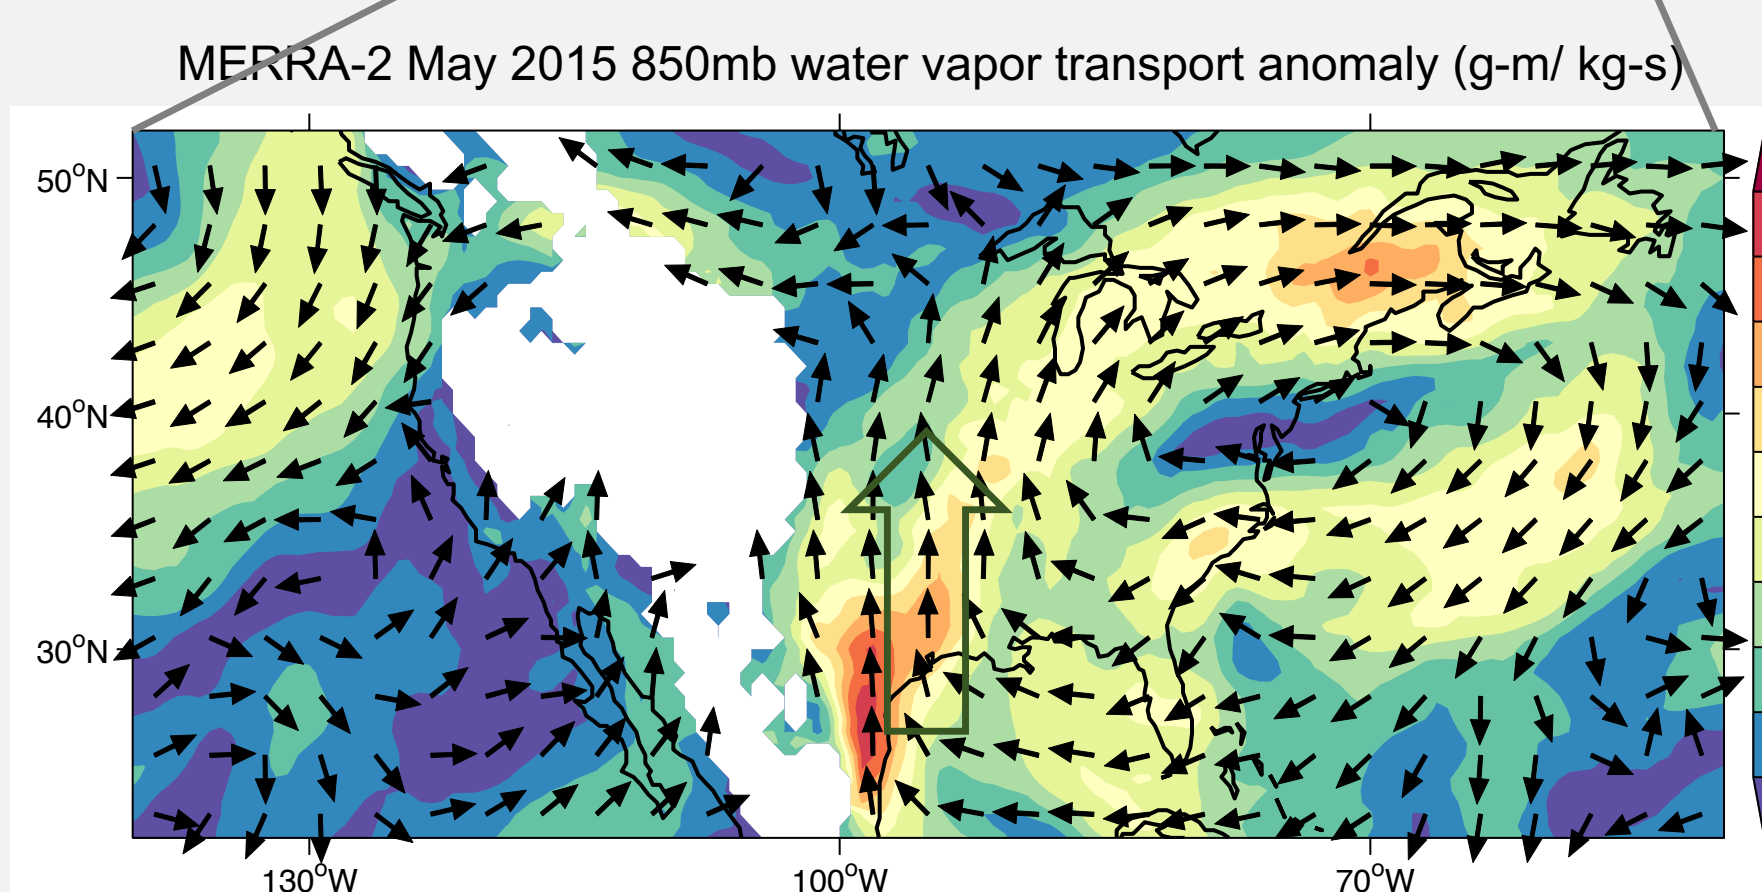 MERRA-2 May 2015 850mb water vapor transport anomaly (g-m/ kg-s)
50°N
40°N
30°N
130°W 100°W 70°W